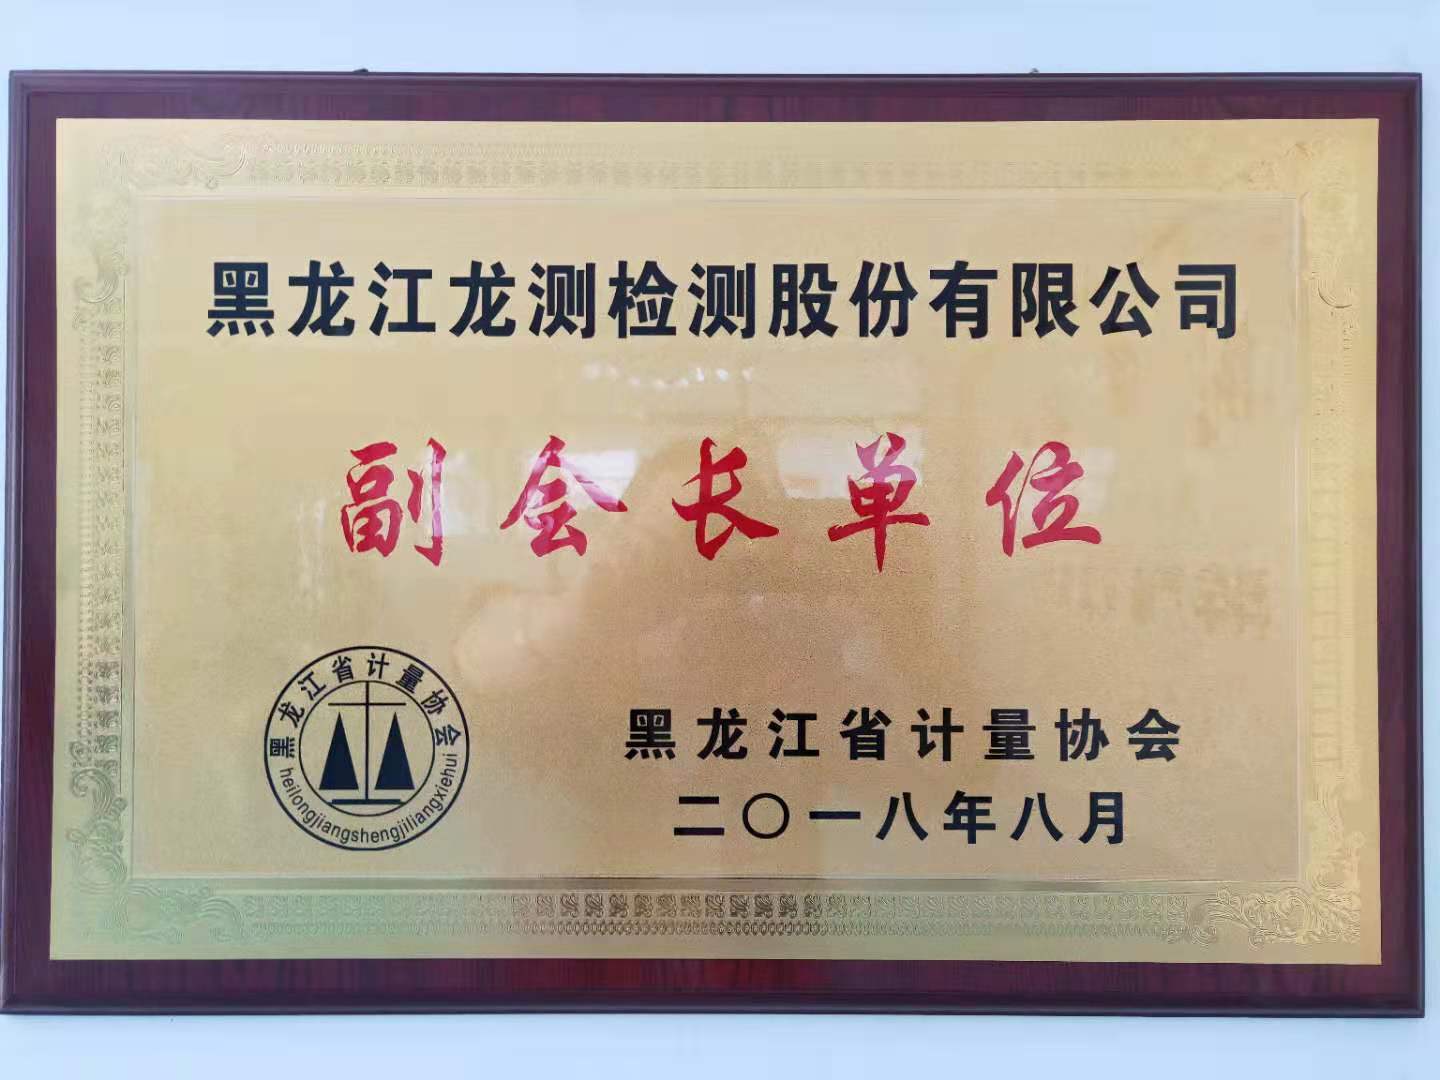 黑龙江龙测检测股份有限公司
副会长单位
黑龙江省计量协会
heilongjiangshengjiliangxiehui
黑龙江省计量协会
二〇一八年八月